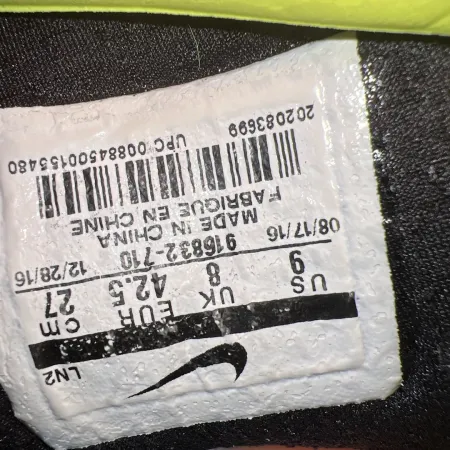 LN2
US UK EUR cm
9 8 42.5 27
08/17/16 12/28/16
916832-710
MADE IN CHINA
FABRIQUE EN CHINE
UPC 00884500155480
202083699